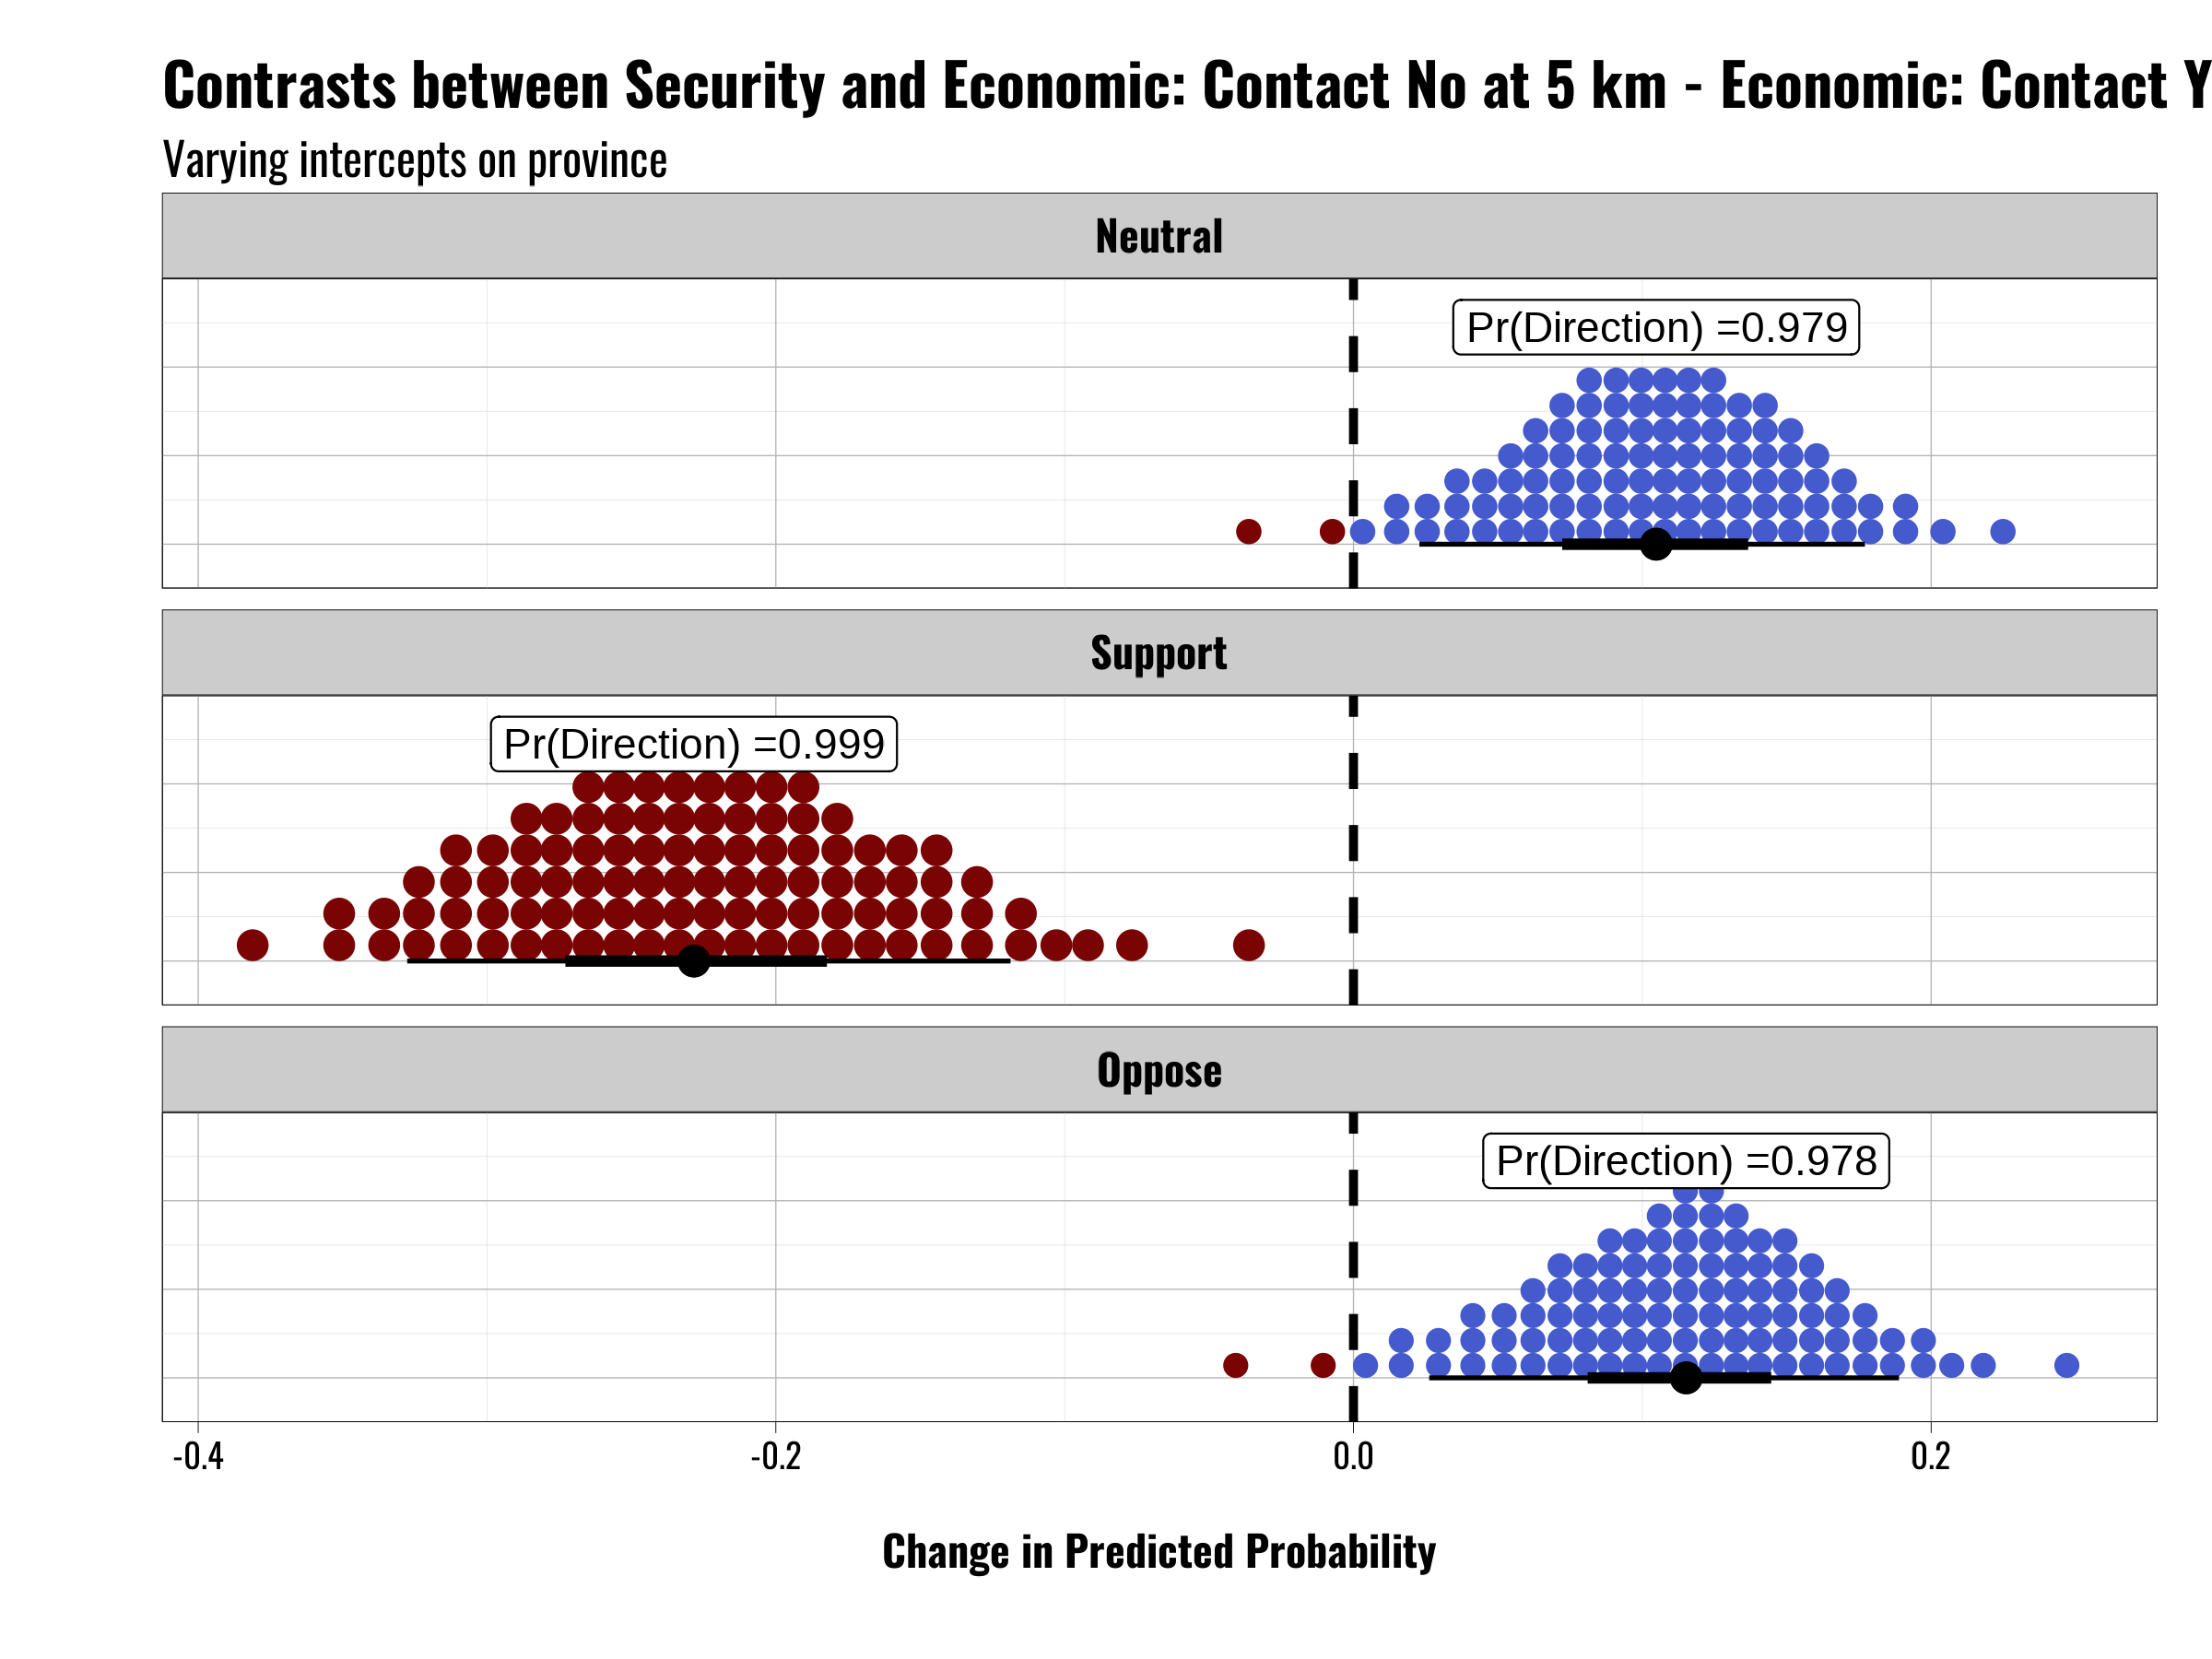 Contrasts between Security and Economic: Contact No at 5 km - Economic: Contact Y
Varying intercepts on province
Neutral
Pr(Direction) =0.979
Support
Pr(Direction) =0.999
Oppose
Pr(Direction) =0.978
-0.4 -0.2 0.0 0.2
Change in Predicted Probability